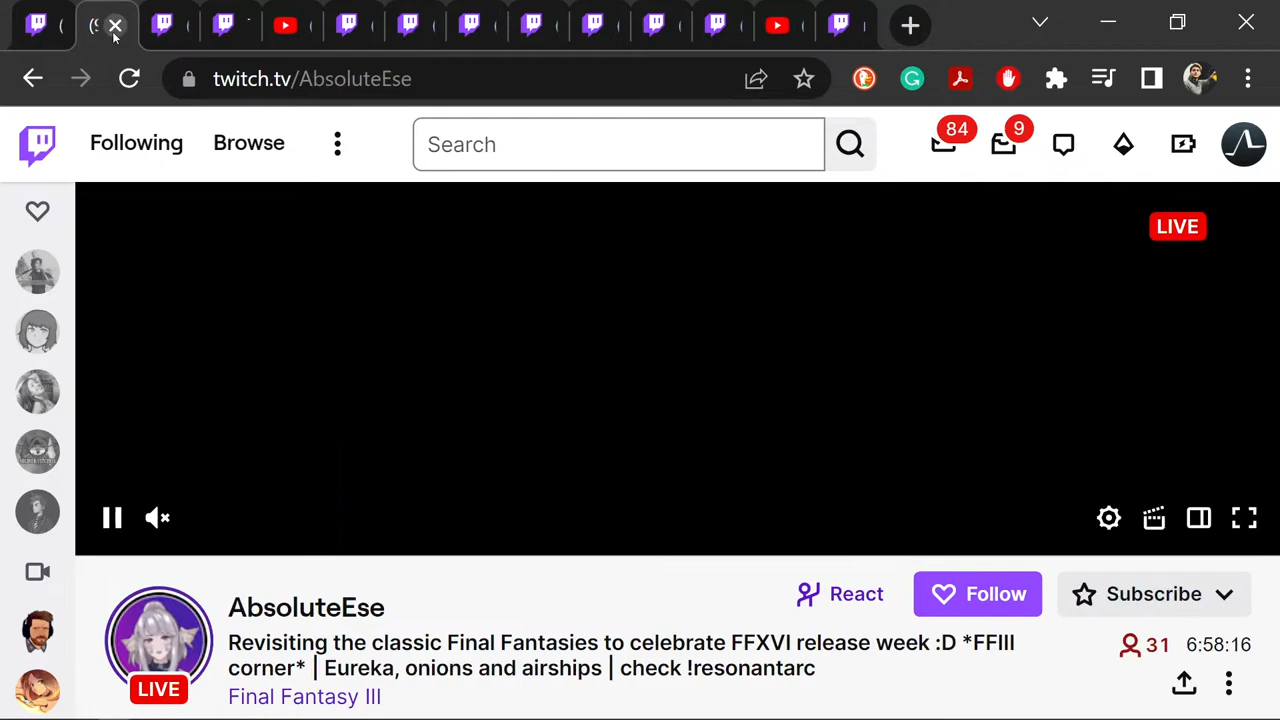 twitch.tv/AbsoluteEse
Following Browse Search 84 9
LIVE
AbsoluteEse React Follow Subscribe
Revisiting the classic Final Fantasies to celebrate FFXVI release week :D *FFIII 31 6:58:16
corner* | Eureka, onions and airships | check !resonantarc
LIVE
Final Fantasy III